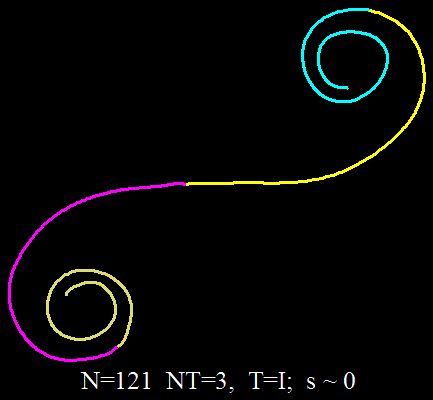 N=121 NT=3, T=I; s ~ 0